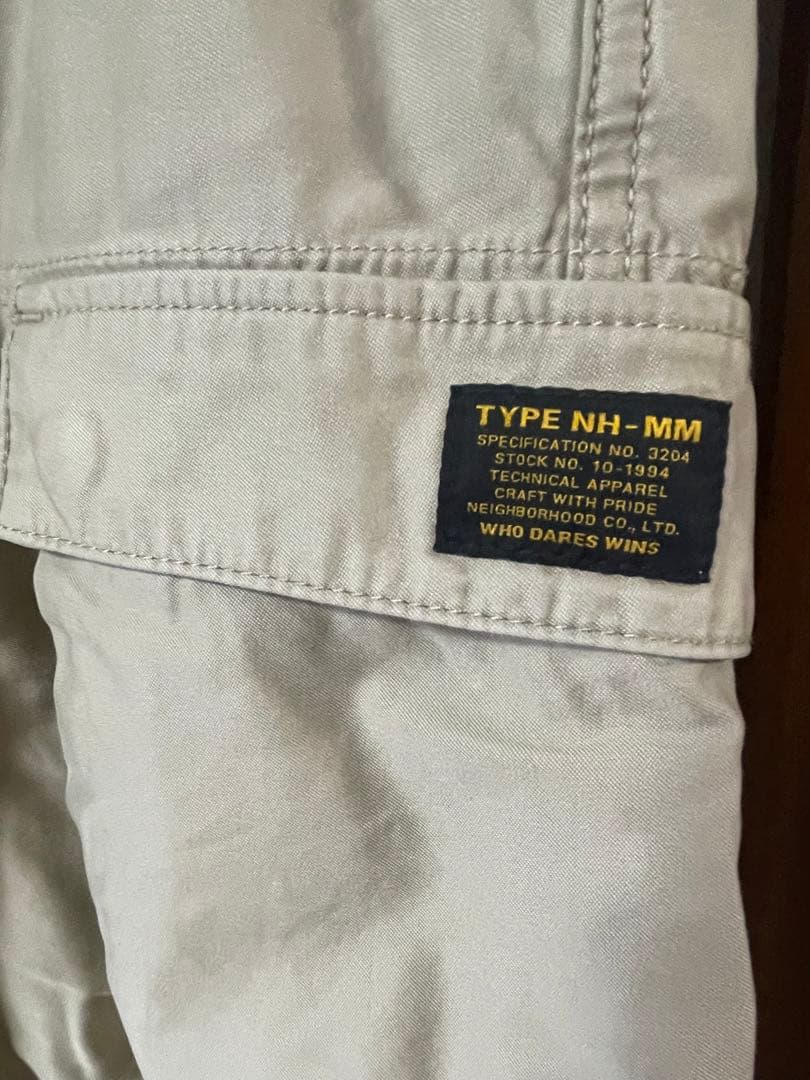 TYPE NH-MM
SPECIFICATION NO. 3204
STOCK NO. 10-1994
TECHNICAL APPAREL
CRAFT WITH PRIDE
NEIGHBORHOOD CO., LTD.
WHO DARES WINS